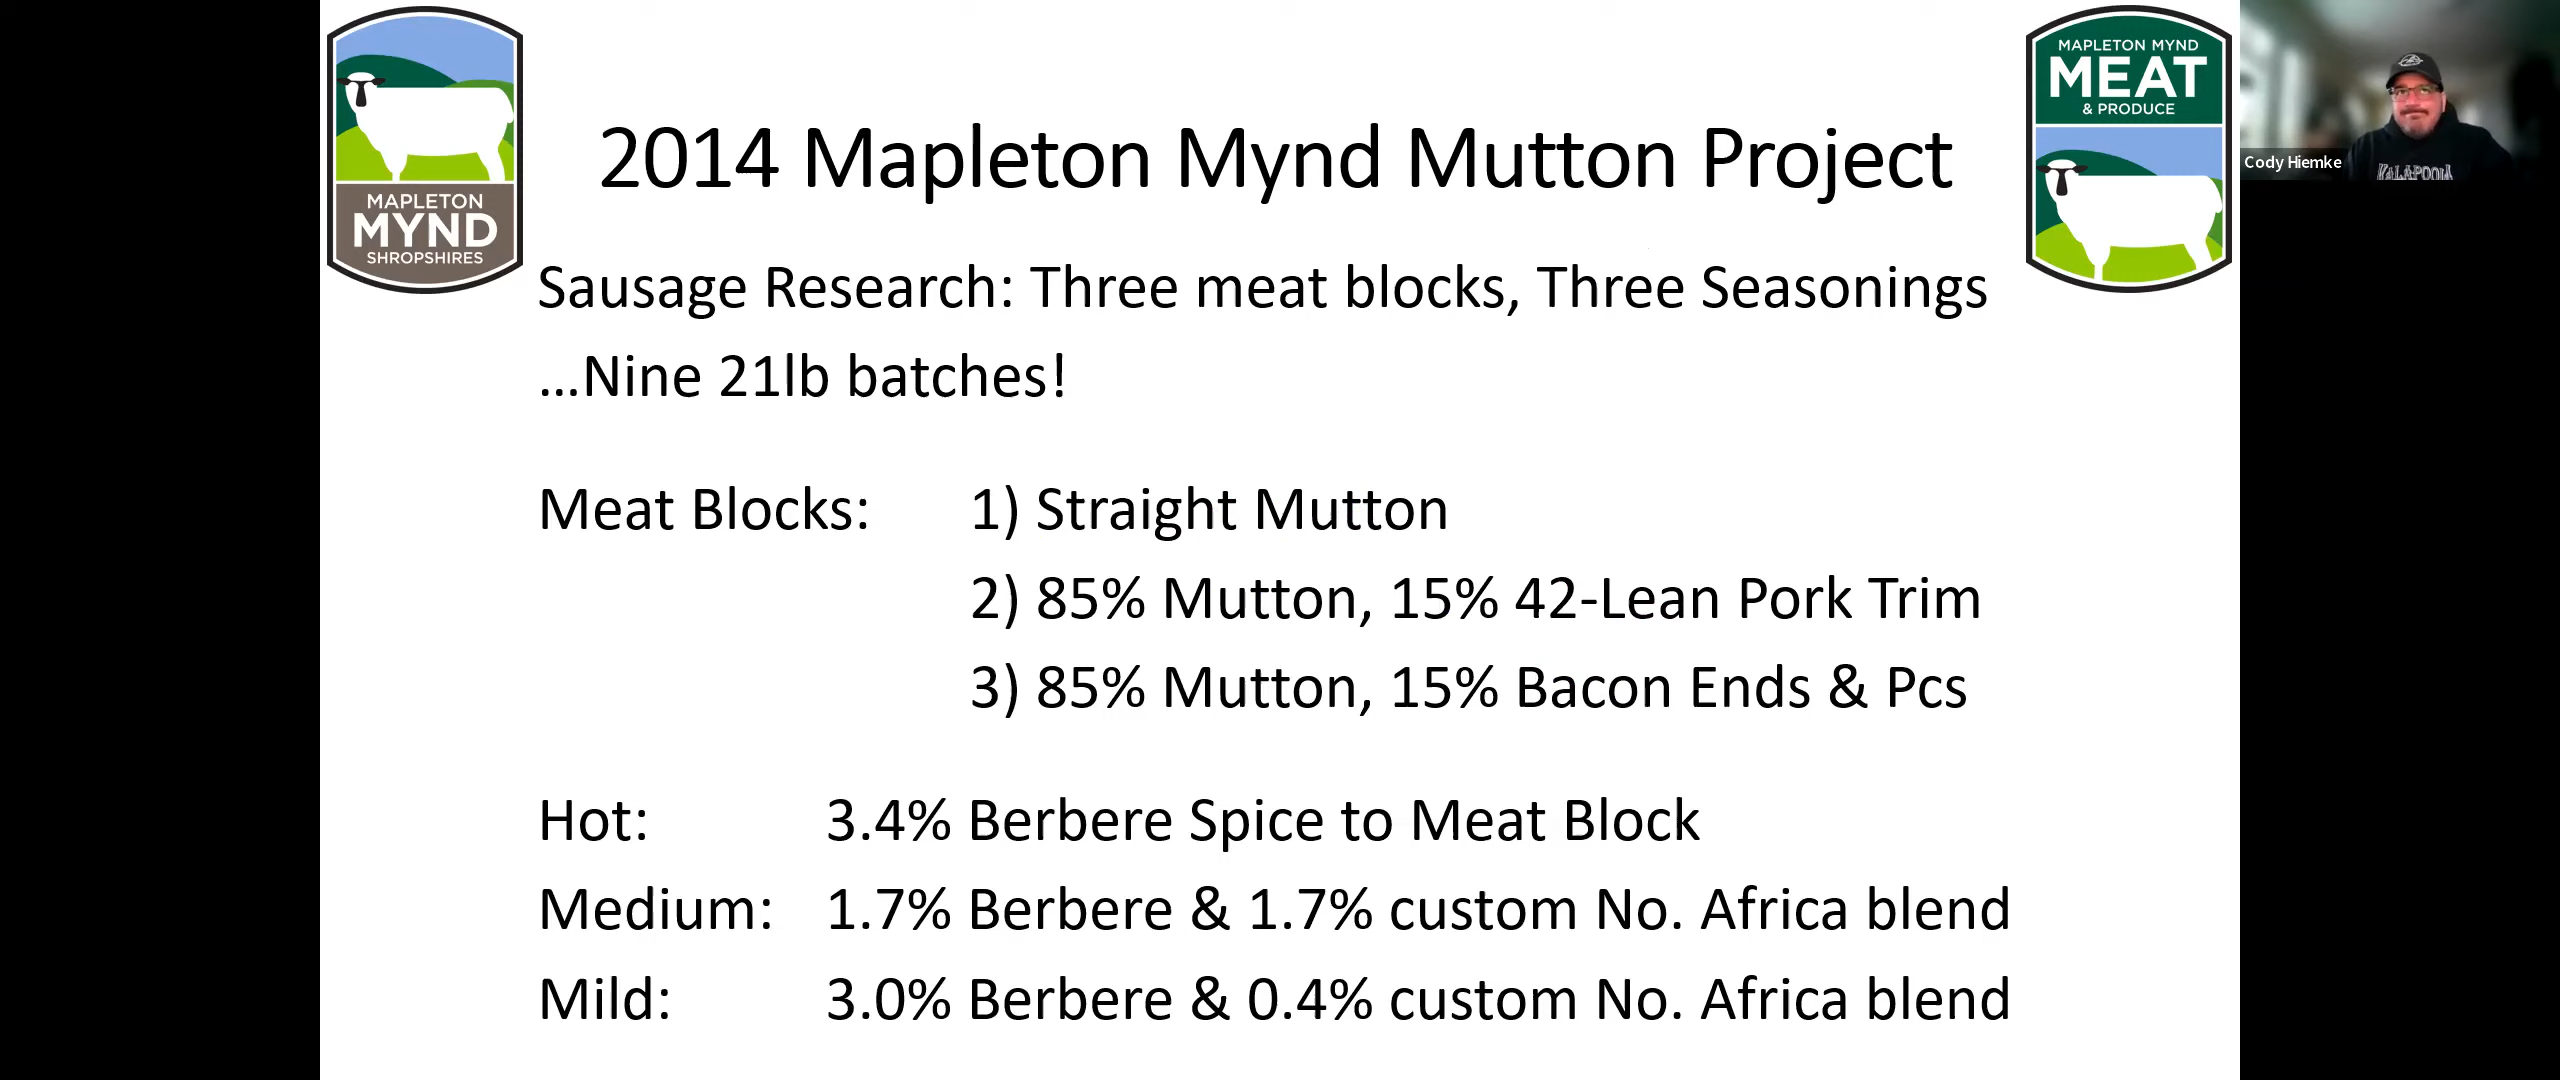 MAPLETON
MYND
SHROPSHIRES
MAPLETON MYND
MEAT
& PRODUCE
2014 Mapleton Mynd Mutton Project
Sausage Research: Three meat blocks, Three Seasonings
...Nine 21lb batches!
Meat Blocks: 1) Straight Mutton
2) 85% Mutton, 15% 42-Lean Pork Trim
3) 85% Mutton, 15% Bacon Ends & Pcs
Hot: 3.4% Berbere Spice to Meat Block
Medium: 1.7% Berbere & 1.7% custom No. Africa blend
Mild: 3.0% Berbere & 0.4% custom No. Africa blend
Cody Hiemke
KALAPOOIA